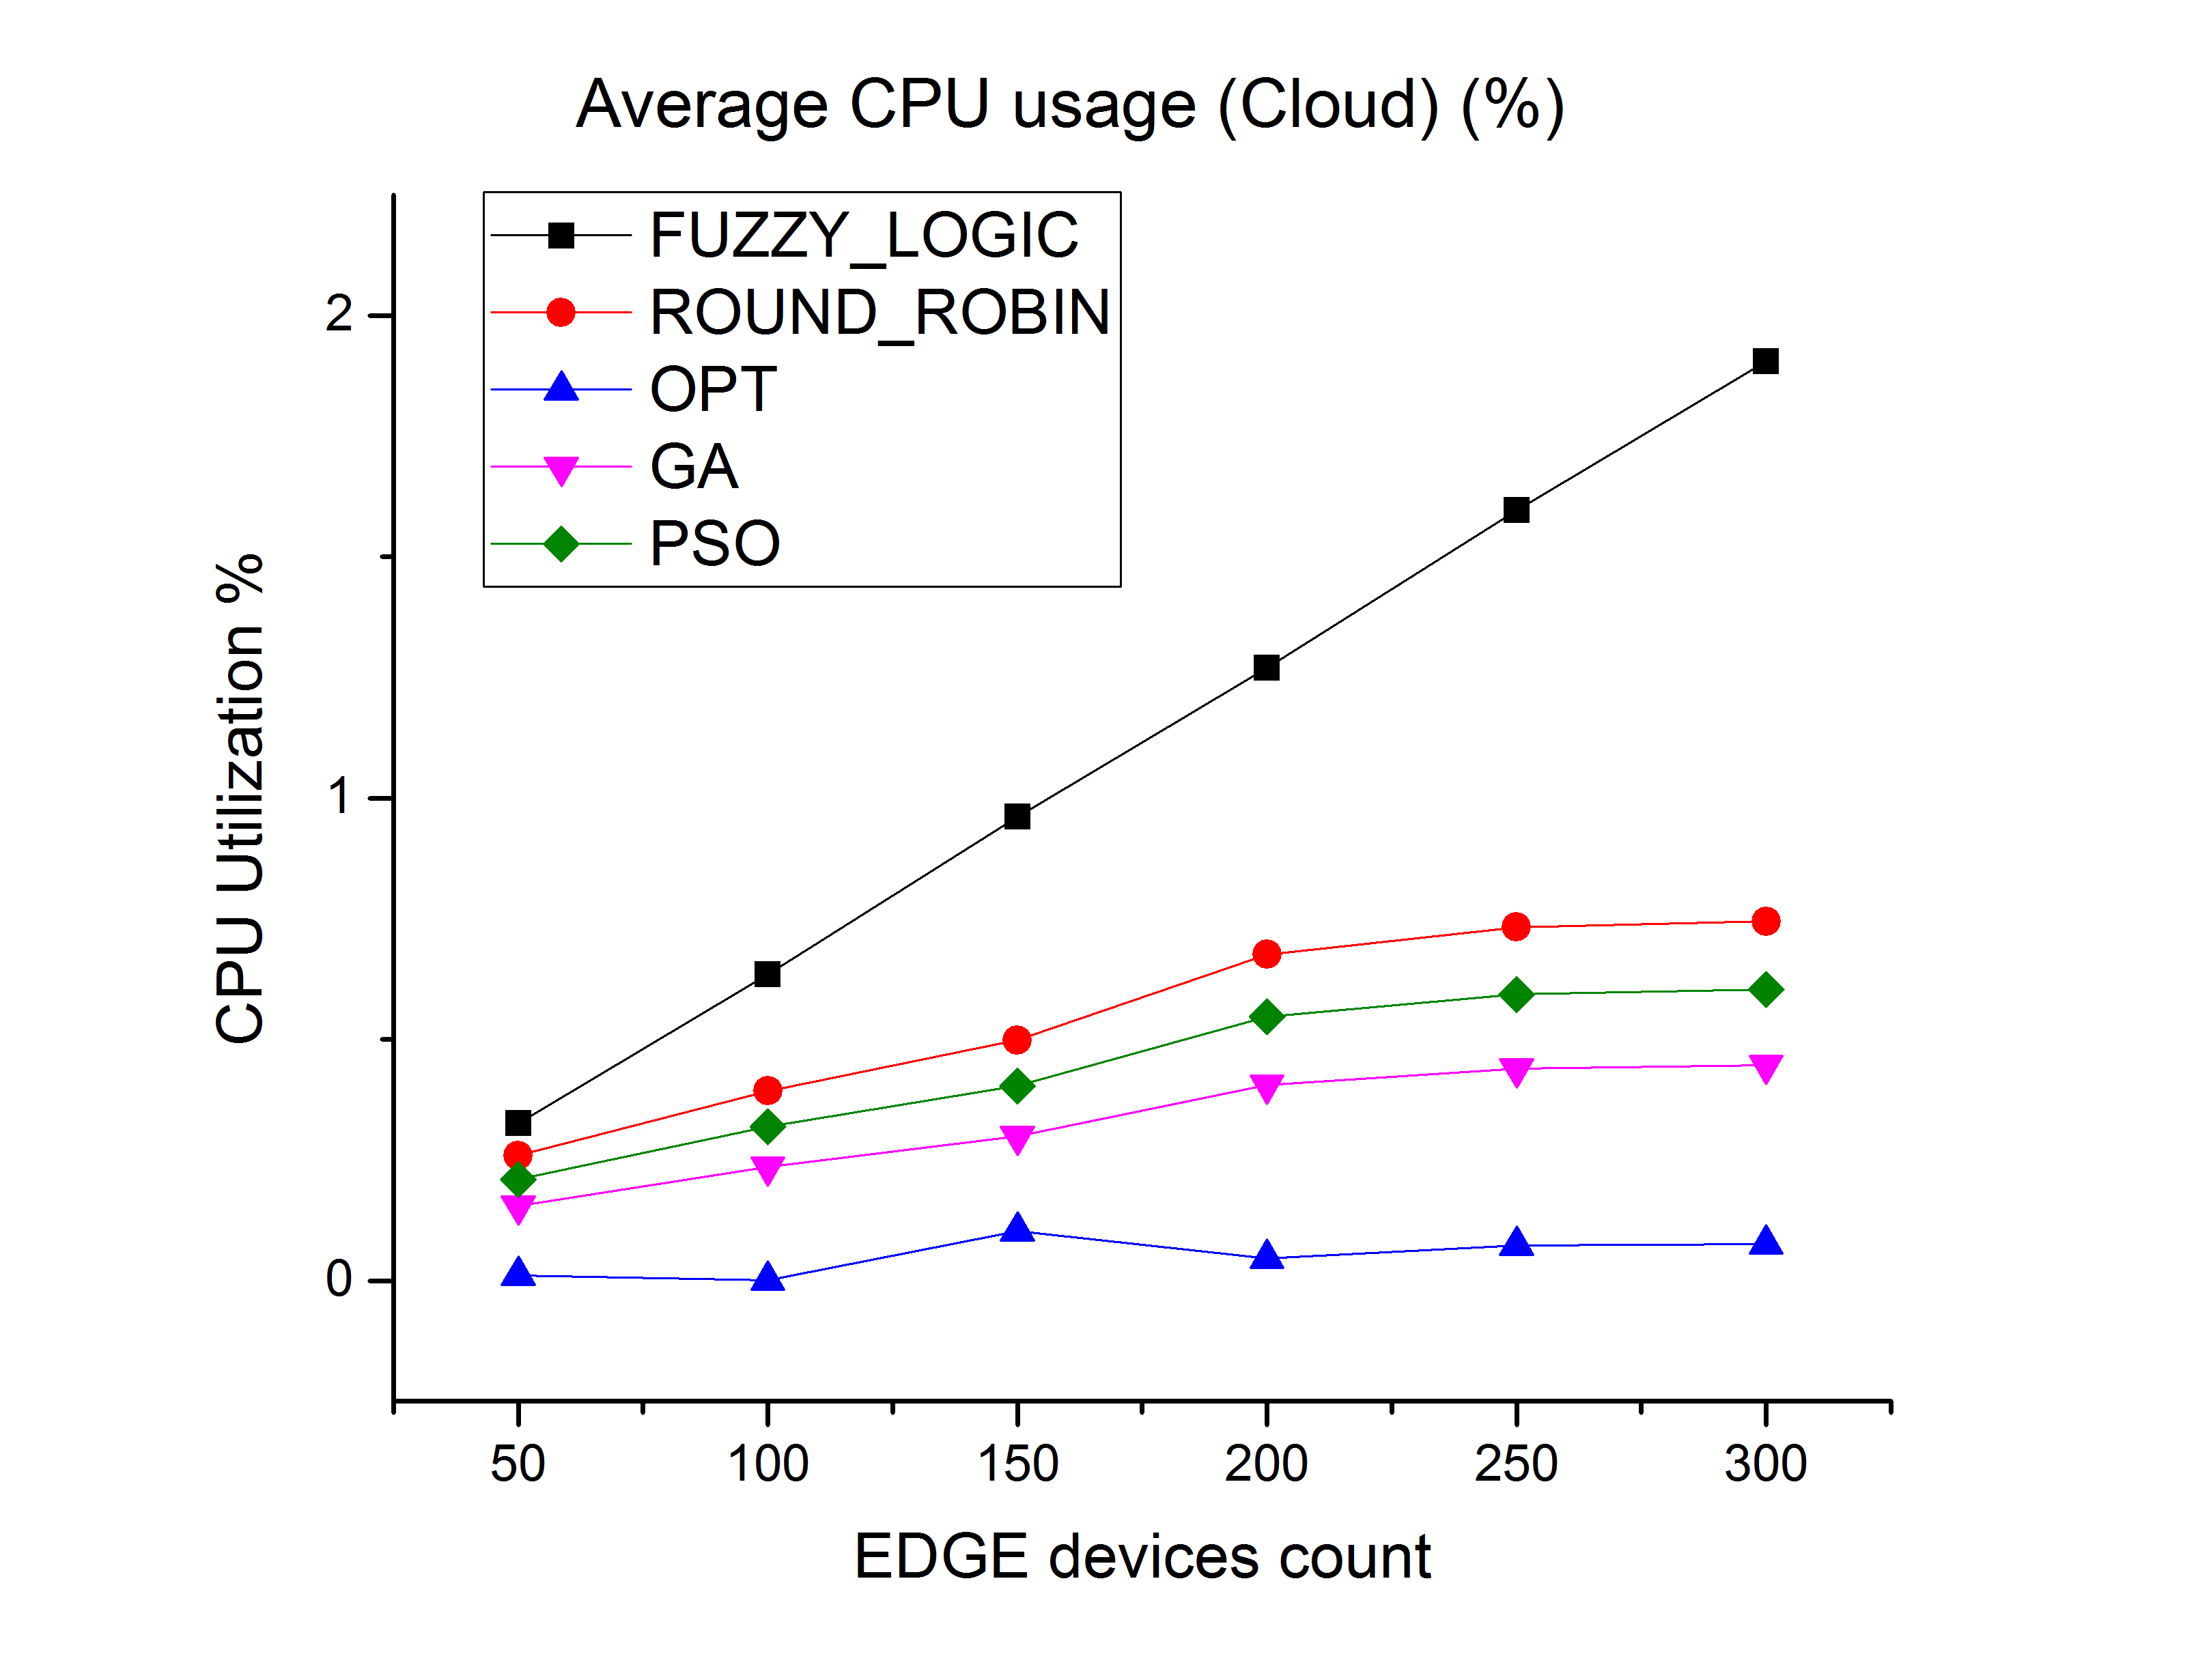 Average CPU usage (Cloud) (%)
FUZZY_LOGIC
ROUND_ROBIN
OPT
GA
PSO
CPU Utilization %
2
1
0
50 100 150 200 250 300
EDGE devices count